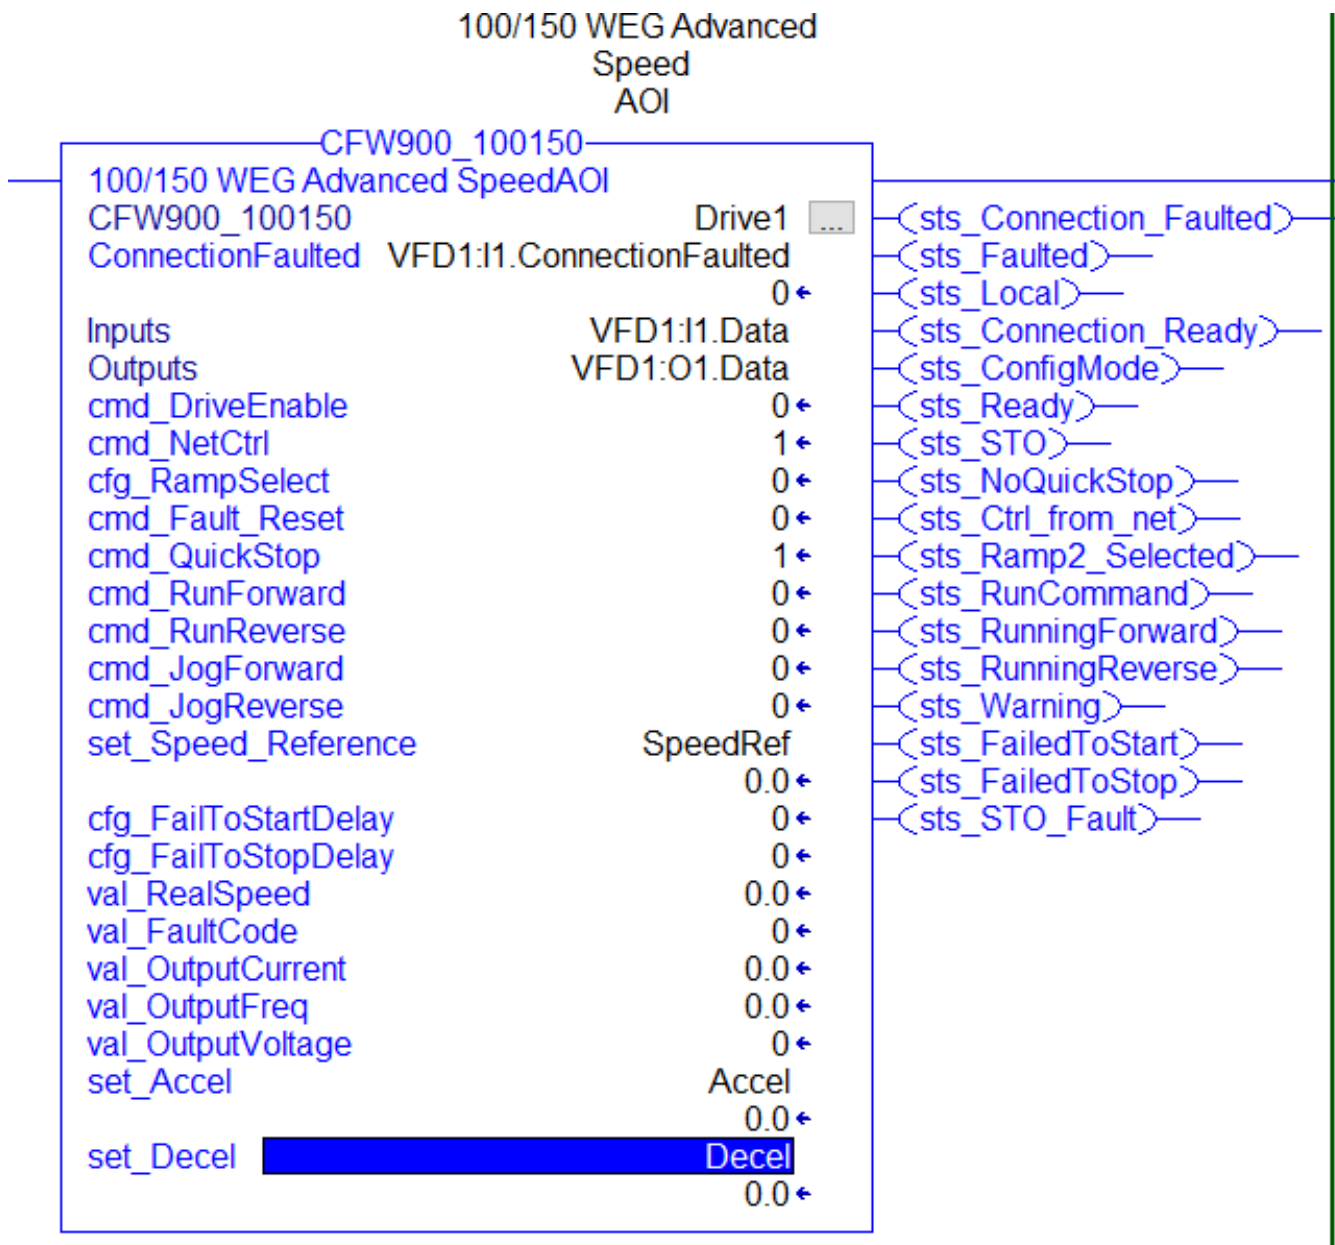 100/150 WEG Advanced
Speed
AOI
CFW900_100150
100/150 WEG Advanced SpeedAOI
CFW900_100150 Drive1 ... sts_Connection_Faulted
ConnectionFaulted VFD1:I1.ConnectionFaulted sts_Faulted
0 sts_Local
Inputs VFD1:I1.Data sts_Connection_Ready
Outputs VFD1:O1.Data sts_ConfigMode
cmd_DriveEnable 0 sts_Ready
cmd_NetCtrl 1 sts_STO
cfg_RampSelect 0 sts_NoQuickStop
cmd_Fault_Reset 0 sts_Ctrl_from_net
cmd_QuickStop 1 sts_Ramp2_Selected
cmd_RunForward 0 sts_RunCommand
cmd_RunReverse 0 sts_RunningForward
cmd_JogForward 0 sts_RunningReverse
cmd_JogReverse 0 sts_Warning
set_Speed_Reference SpeedRef sts_FailedToStart
0.0 sts_FailedToStop
cfg_FailToStartDelay 0 sts_STO_Fault
cfg_FailToStopDelay 0
val_RealSpeed 0.0
val_FaultCode 0
val_OutputCurrent 0.0
val_OutputFreq 0.0
val_OutputVoltage 0
set_Accel Accel
0.0
set_Decel Decel
0.0